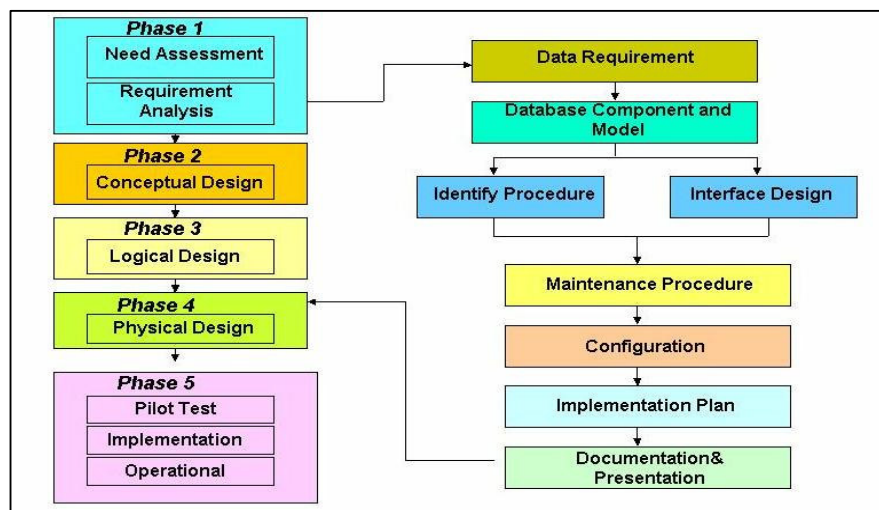 Phase 1
Need Assessment
Requirement
Analysis
Phase 2
Conceptual Design
Phase 3
Logical Design
Phase 4
Physical Design
Phase 5
Pilot Test
Implementation
Operational
Data Requirement
Database Component and
Model
Identify Procedure
Interface Design
Maintenance Procedure
Configuration
Implementation Plan
Documentation&
Presentation